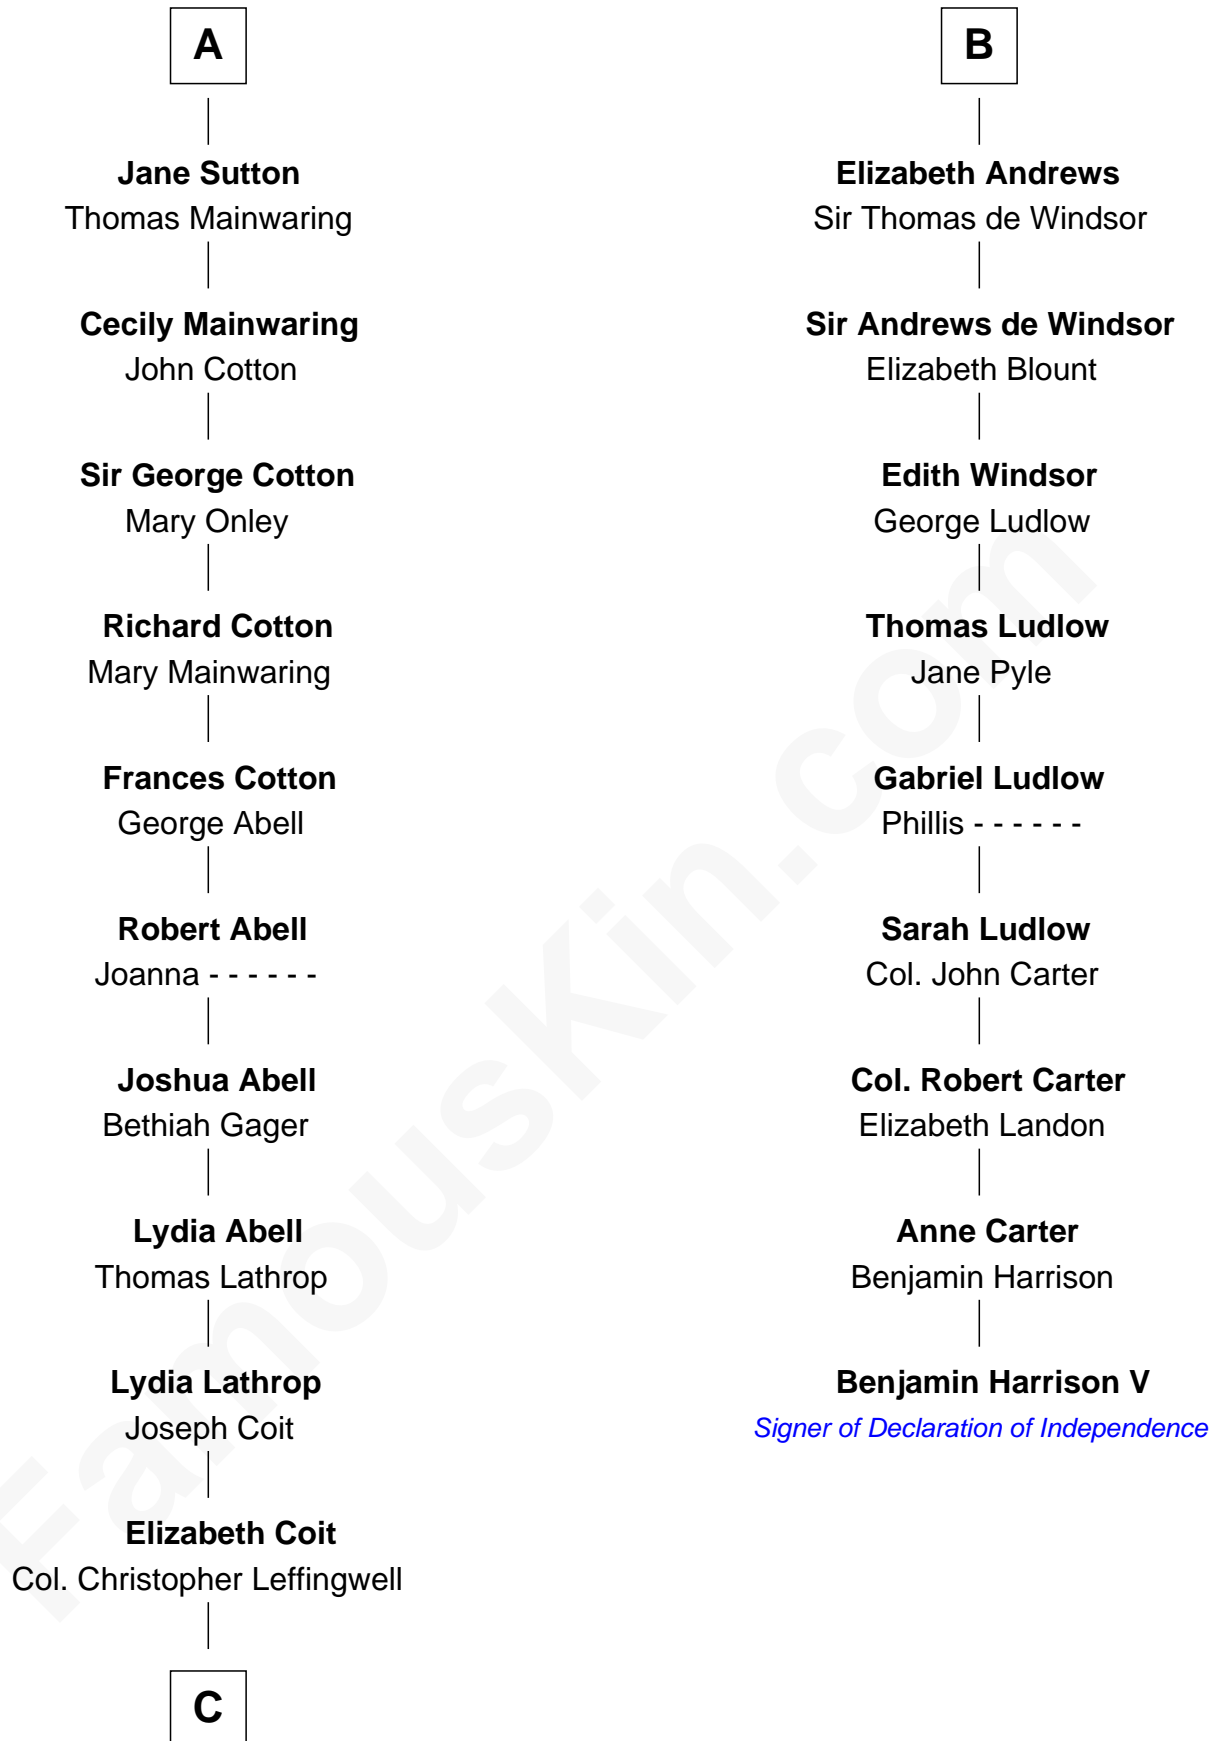 A
Jane Sutton
Thomas Mainwaring
Cecily Mainwaring
John Cotton
Sir George Cotton
Mary Onley
Richard Cotton
Mary Mainwaring
Frances Cotton
George Abell
Robert Abell
Joanna - - - - - -
Joshua Abell
Bethiah Gager
Lydia Abell
Thomas Lathrop
Lydia Lathrop
Joseph Coit
Elizabeth Coit
Col. Christopher Leffingwell
C
B
Elizabeth Andrews
Sir Thomas de Windsor
Sir Andrews de Windsor
Elizabeth Blount
Edith Windsor
George Ludlow
Thomas Ludlow
Jane Pyle
Gabriel Ludlow
Phillis - - - - - -
Sarah Ludlow
Col. John Carter
Col. Robert Carter
Elizabeth Landon
Anne Carter
Benjamin Harrison
Benjamin Harrison V
Signer of Declaration of Independence
FamousKin.com